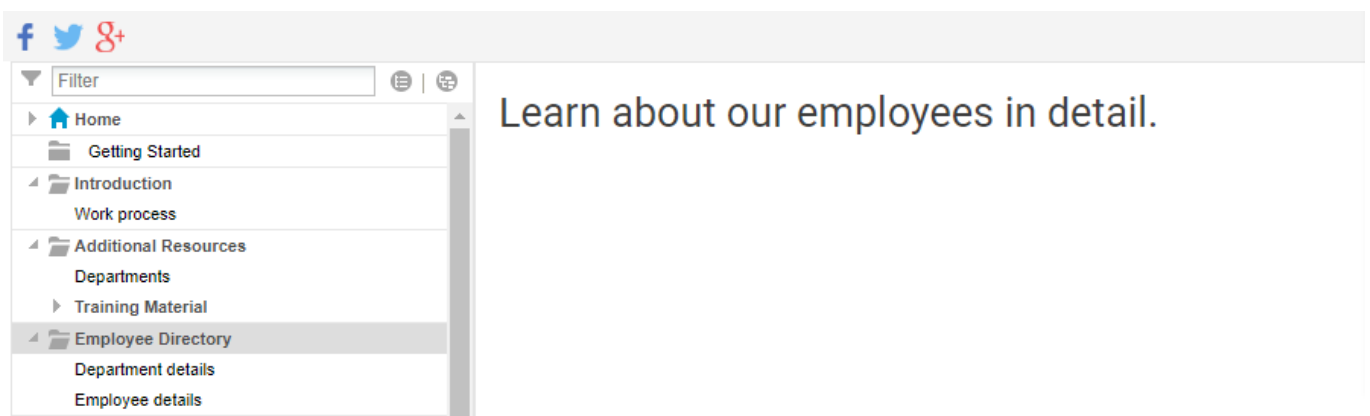 f g+
Filter
Learn about our employees in detail.
Home
Getting Started
Introduction
Work process
Additional Resources
Departments
Training Material
Employee Directory
Department details
Employee details